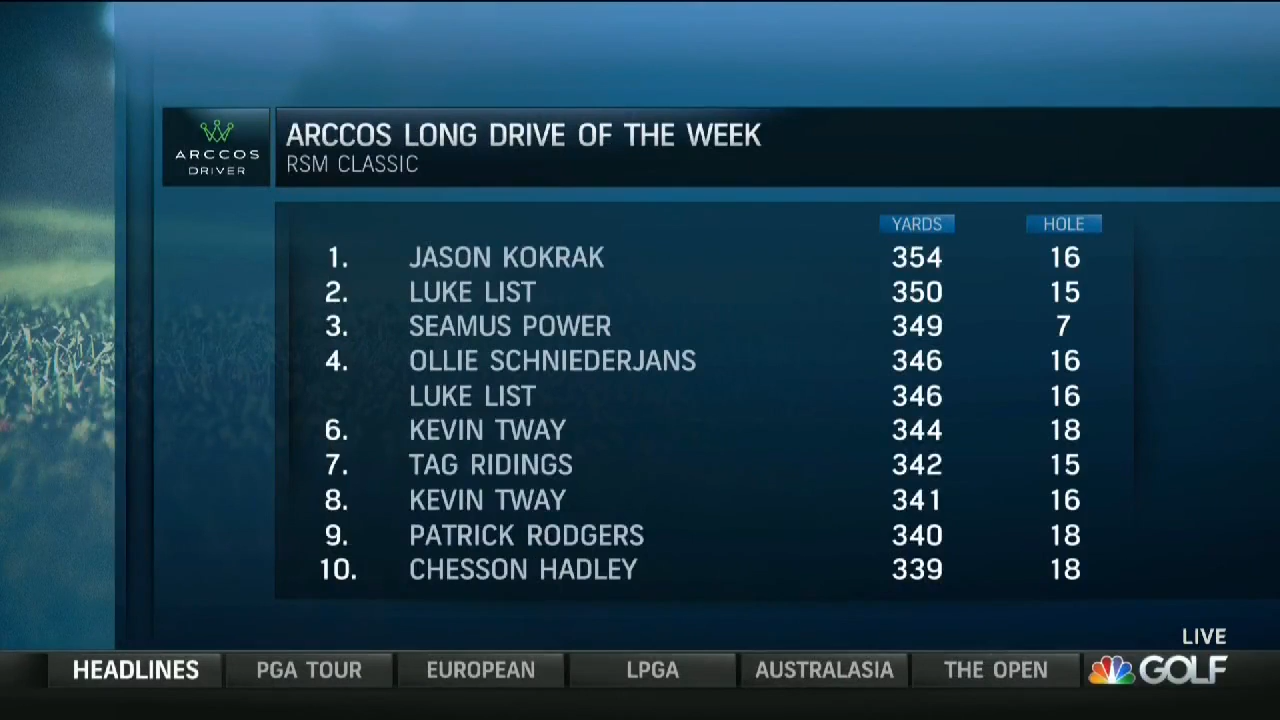 ARCCOS
DRIVER
ARCCOS LONG DRIVE OF THE WEEK
RSM CLASSIC
YARDS HOLE
1. JASON KOKRAK 354 16
2. LUKE LIST 350 15
3. SEAMUS POWER 349 7
4. OLLIE SCHNIEDERJANS 346 16
LUKE LIST 346 16
6. KEVIN TWAY 344 18
7. TAG RIDINGS 342 15
8. KEVIN TWAY 341 16
9. PATRICK RODGERS 340 18
10. CHESSON HADLEY 339 18
LIVE
HEADLINES PGA TOUR EUROPEAN LPGA AUSTRALASIA THE OPEN GOLF